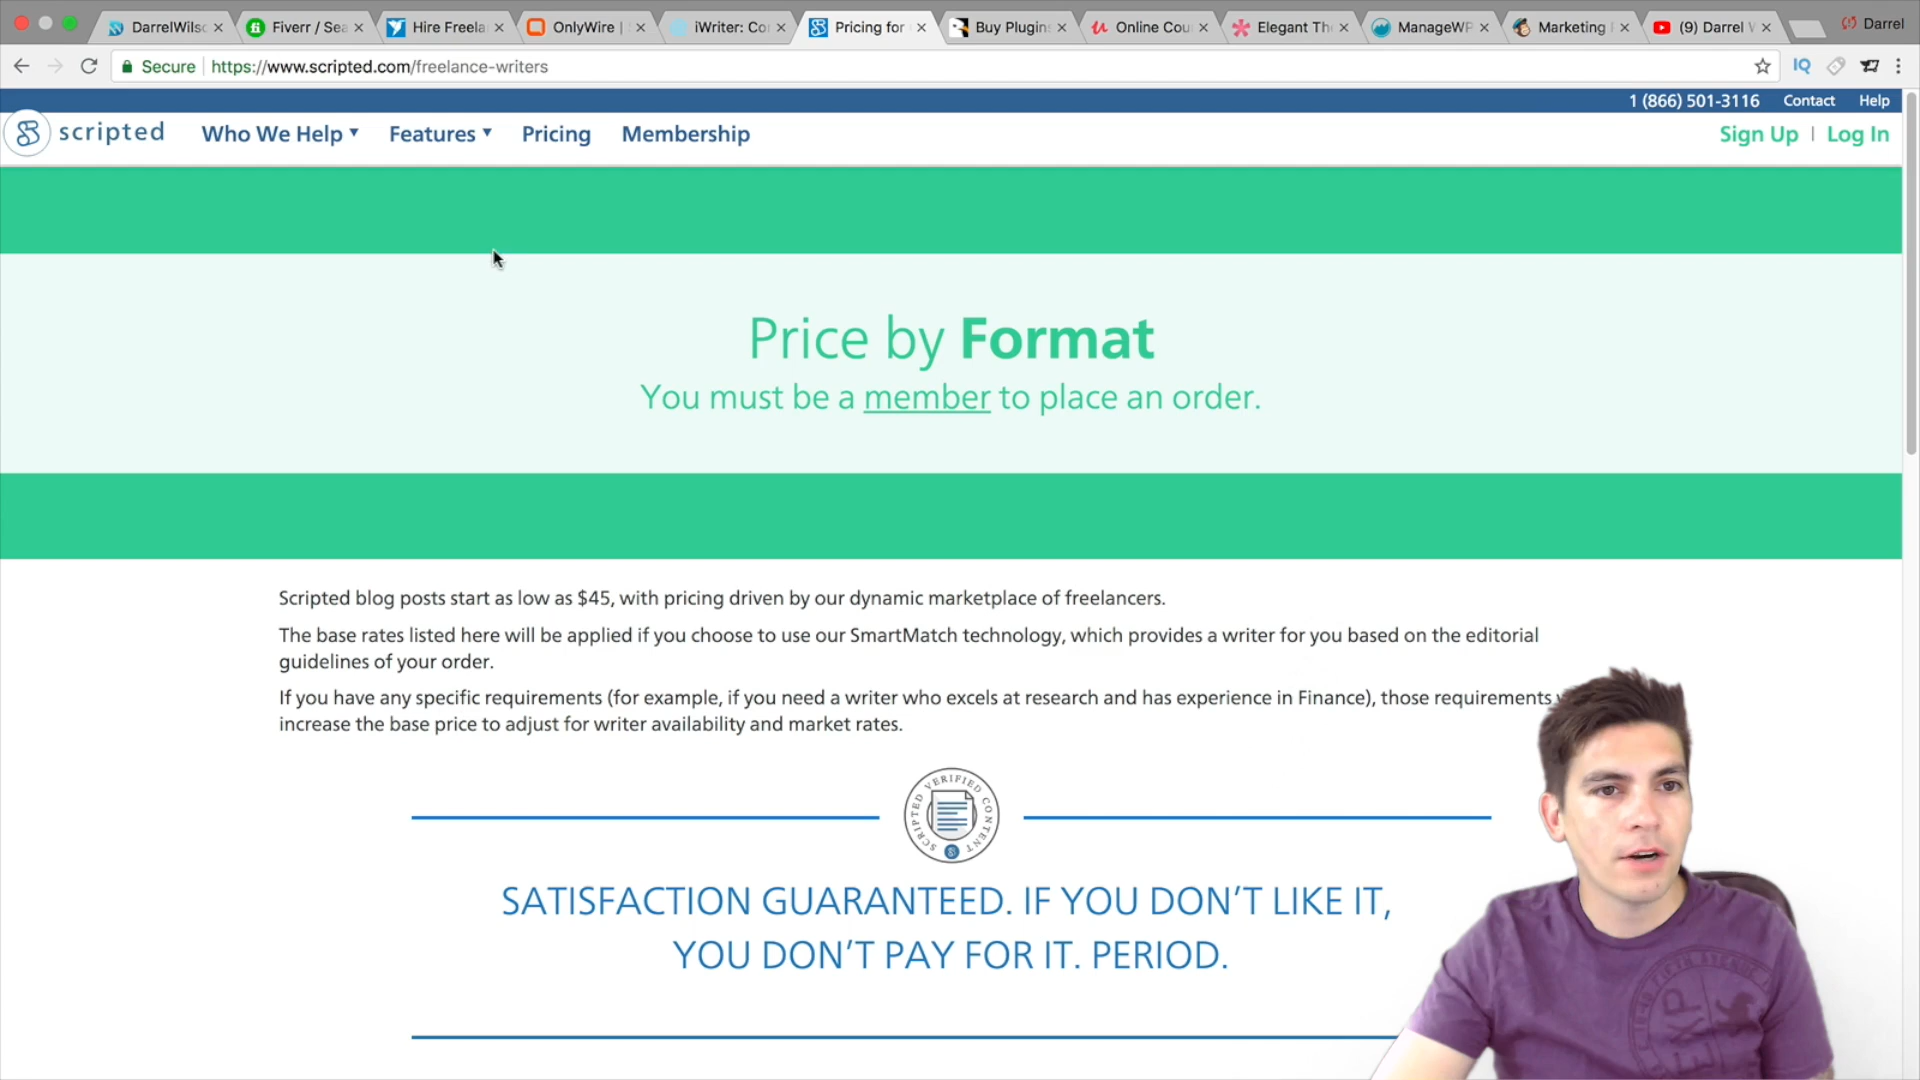 DarrelWils
Fiverr / Sea
Hire Freela
OnlyWire |
iWriter: Co
Pricing for
Buy Plugin
Online Cou
Elegant The
ManageWP
Marketing
(9) Darrel
Darrel
Secure
https://www.scripted.com/freelance-writers
IQ
1 (866) 501-3116
Contact
Help
scripted
Who We Help
Features
Pricing
Membership
Sign Up | Log In
Price by Format
You must be a member to place an order.
Scripted blog posts start as low as $45, with pricing driven by our dynamic marketplace of freelancers.
The base rates listed here will be applied if you choose to use our SmartMatch technology, which provides a writer for you based on the editorial
guidelines of your order.
If you have any specific requirements (for example, if you need a writer who excels at research and has experience in Finance), those requirements
increase the base price to adjust for writer availability and market rates.
SCRIPTED VERIFIED CONTENT
SATISFACTION GUARANTEED. IF YOU DON'T LIKE IT,
YOU DON'T PAY FOR IT. PERIOD.